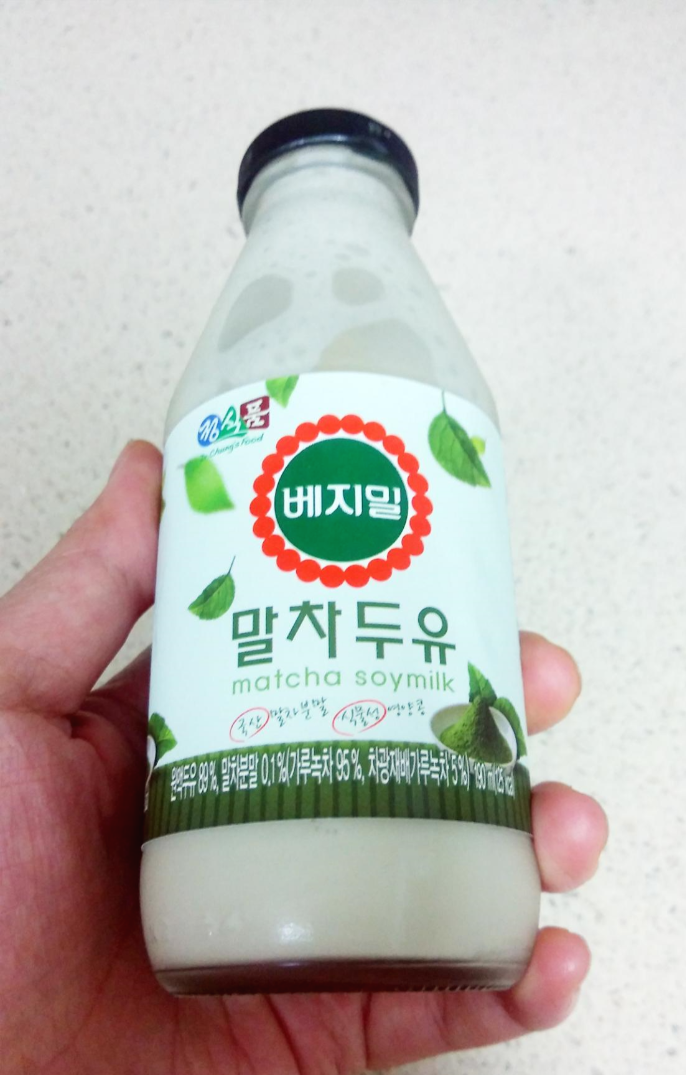 정식품
Chung's Food
베지밀
말차두유
matcha soymilk
국산 말차분말 식물성 영양콩
원액두유 89%, 말차분말 0.1%(가루녹차 95%, 차광재배가루녹차 5%) 190 ml